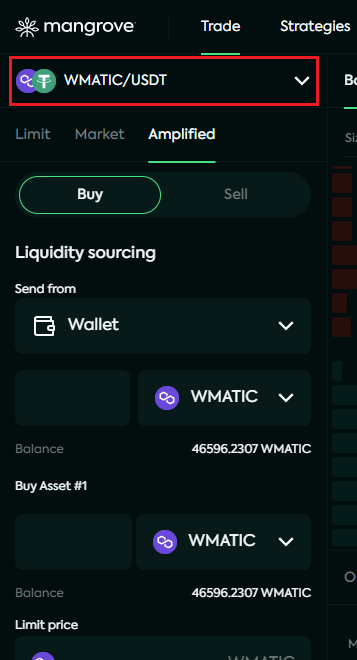 mangrove
Trade
Strategies
WMATIC/USDT
Limit
Market
Amplified
Buy
Sell
Liquidity sourcing
Send from
Wallet
WMATIC
Balance
46596.2307 WMATIC
Buy Asset #1
WMATIC
Balance
46596.2307 WMATIC
Limit price
WMATIC